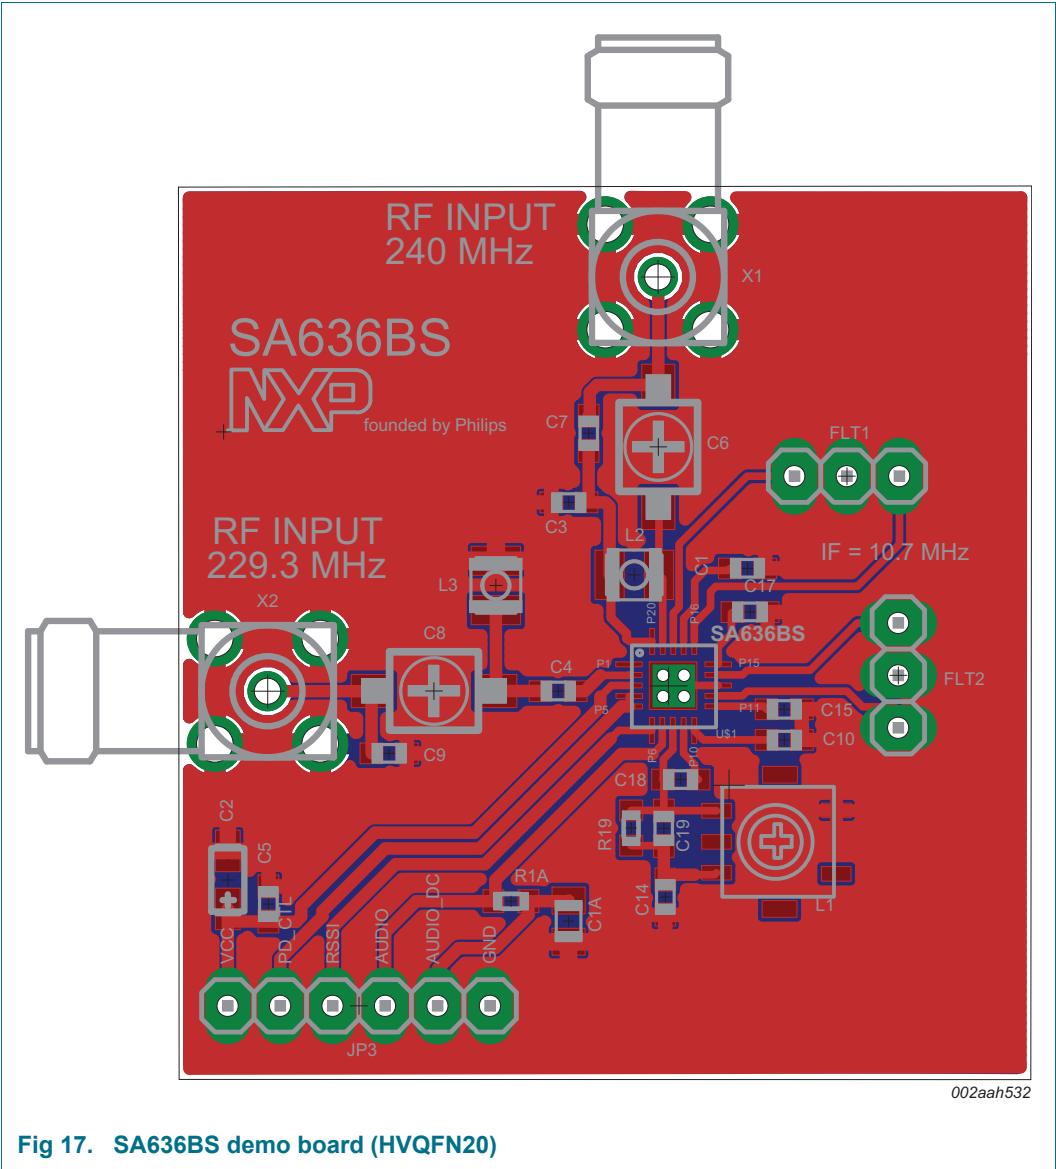 RF INPUT
240 MHz
X1
SA636BS
NXP
founded by Philips
C7
C6
FLT1
C3
RF INPUT
229.3 MHz
L2
IF = 10.7 MHz
C1
C17
L3
X2
P20
P16
SA636BS
C8
C4
P1
P15
FLT2
P5
P11
C15
U$1
C10
C9
P6
P10
C18
C2
R19
C19
C5
R1A
C14
C1A
L1
VCC
PD_CTL
RSSI
AUDIO
AUDIO_DC
GND
JP3
002aah532
Fig 17. SA636BS demo board (HVQFN20)